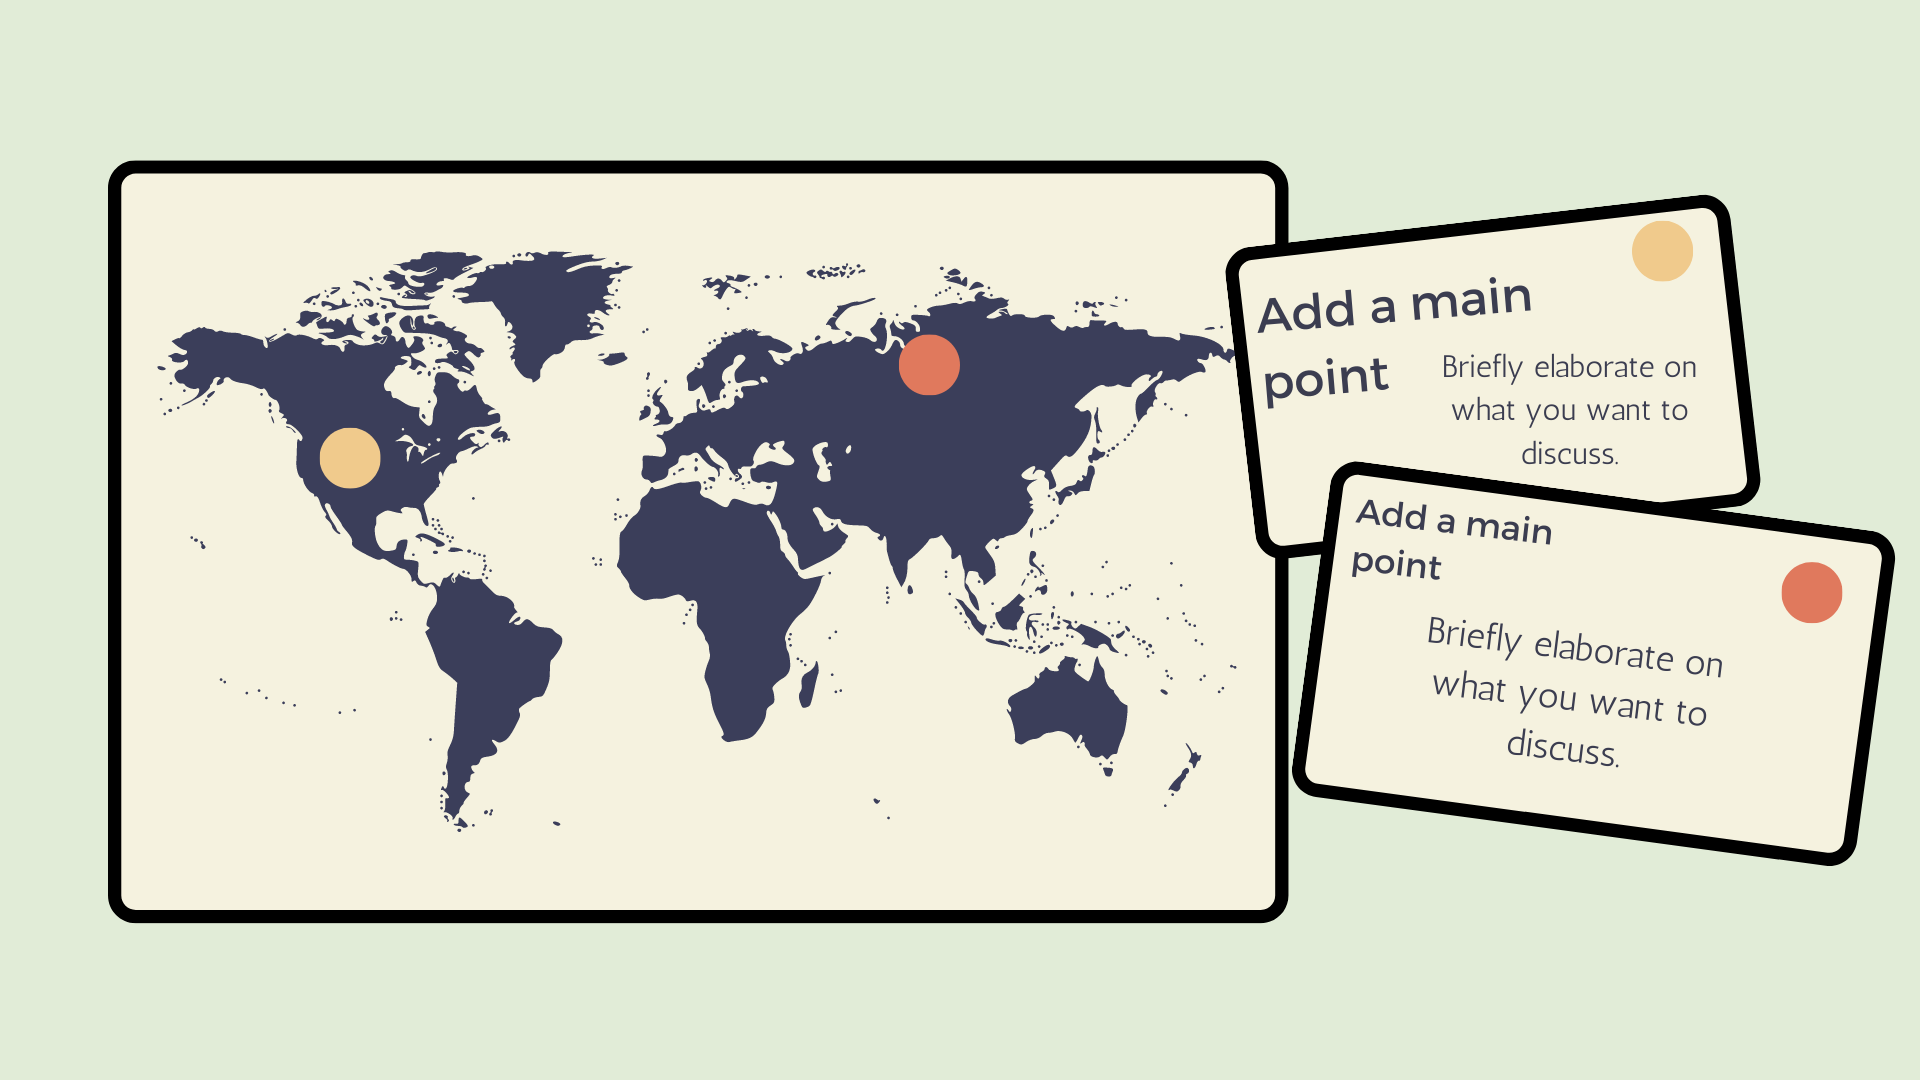 Add a main
point
Briefly elaborate on
what you want to
discuss.
Add a main
point
Briefly elaborate on
what you want to
discuss.